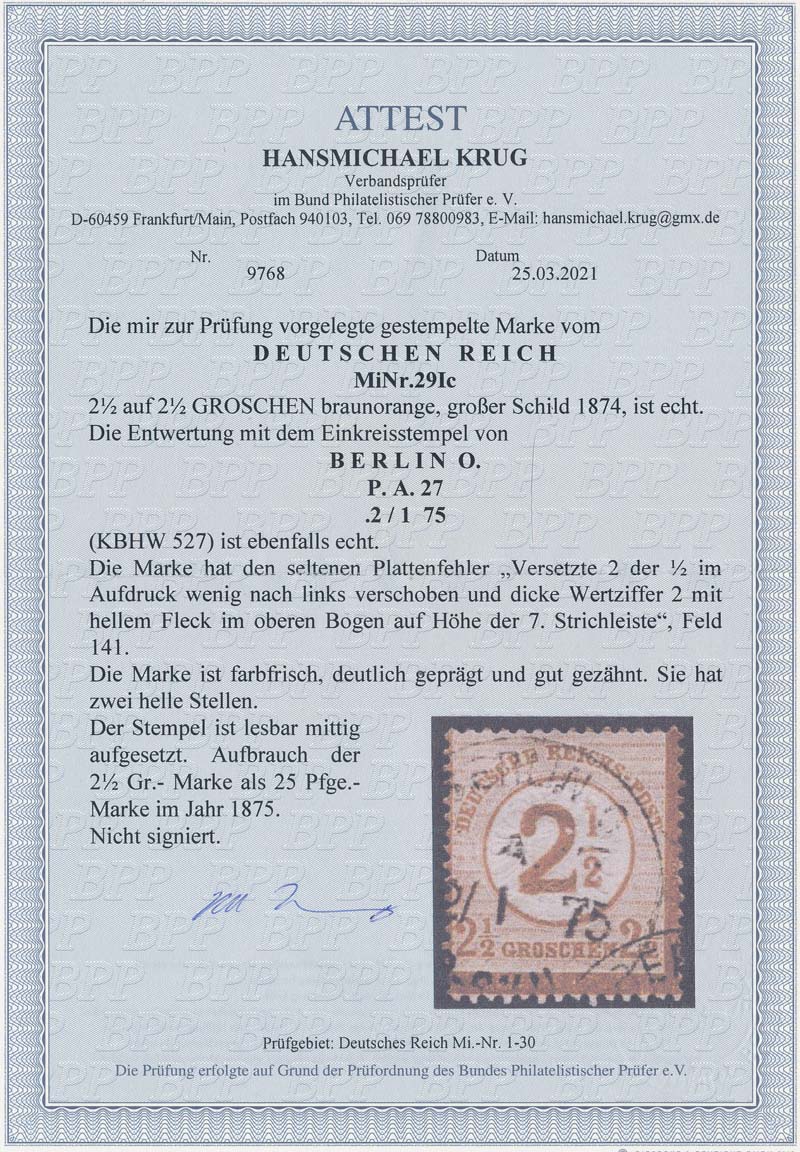 ATTEST
HANSMICHAEL KRUG
Verbandsprüfer
im Bund Philatelistischer Prüfer e. V.
D-60459 Frankfurt/Main, Postfach 940103, Tel. 069 78800983, E-Mail: hansmichael.krug@gmx.de
Nr. Datum
9768 25.03.2021
Die mir zur Prüfung vorgelegte gestempelte Marke vom
DEUTSCHEN REICH
MiNr.29Ic
2½ auf 2½ GROSCHEN braunorange, großer Schild 1874, ist echt.
Die Entwertung mit dem Einkreisstempel von
BERLIN O.
P. A. 27
.2 / 1 75
(KBHW 527) ist ebenfalls echt.
Die Marke hat den seltenen Plattenfehler „Versetzte 2 der ½ im
Aufdruck wenig nach links verschoben und dicke Wertziffer 2 mit
hellem Fleck im oberen Bogen auf Höhe der 7. Strichleiste“, Feld
141.
Die Marke ist farbfrisch, deutlich geprägt und gut gezähnt. Sie hat
zwei helle Stellen.
Der Stempel ist lesbar mittig
aufgesetzt. Aufbrauch der
2½ Gr.- Marke als 25 Pfge.-
Marke im Jahr 1875.
Nicht signiert.
DEUTSCHE REICHS-POST
2½
2/1 75
2½ GROSCHEN 2½
Prüfgebiet: Deutsches Reich Mi.-Nr. 1-30
Die Prüfung erfolgte auf Grund der Prüfordnung des Bundes Philatelistischer Prüfer e.V.